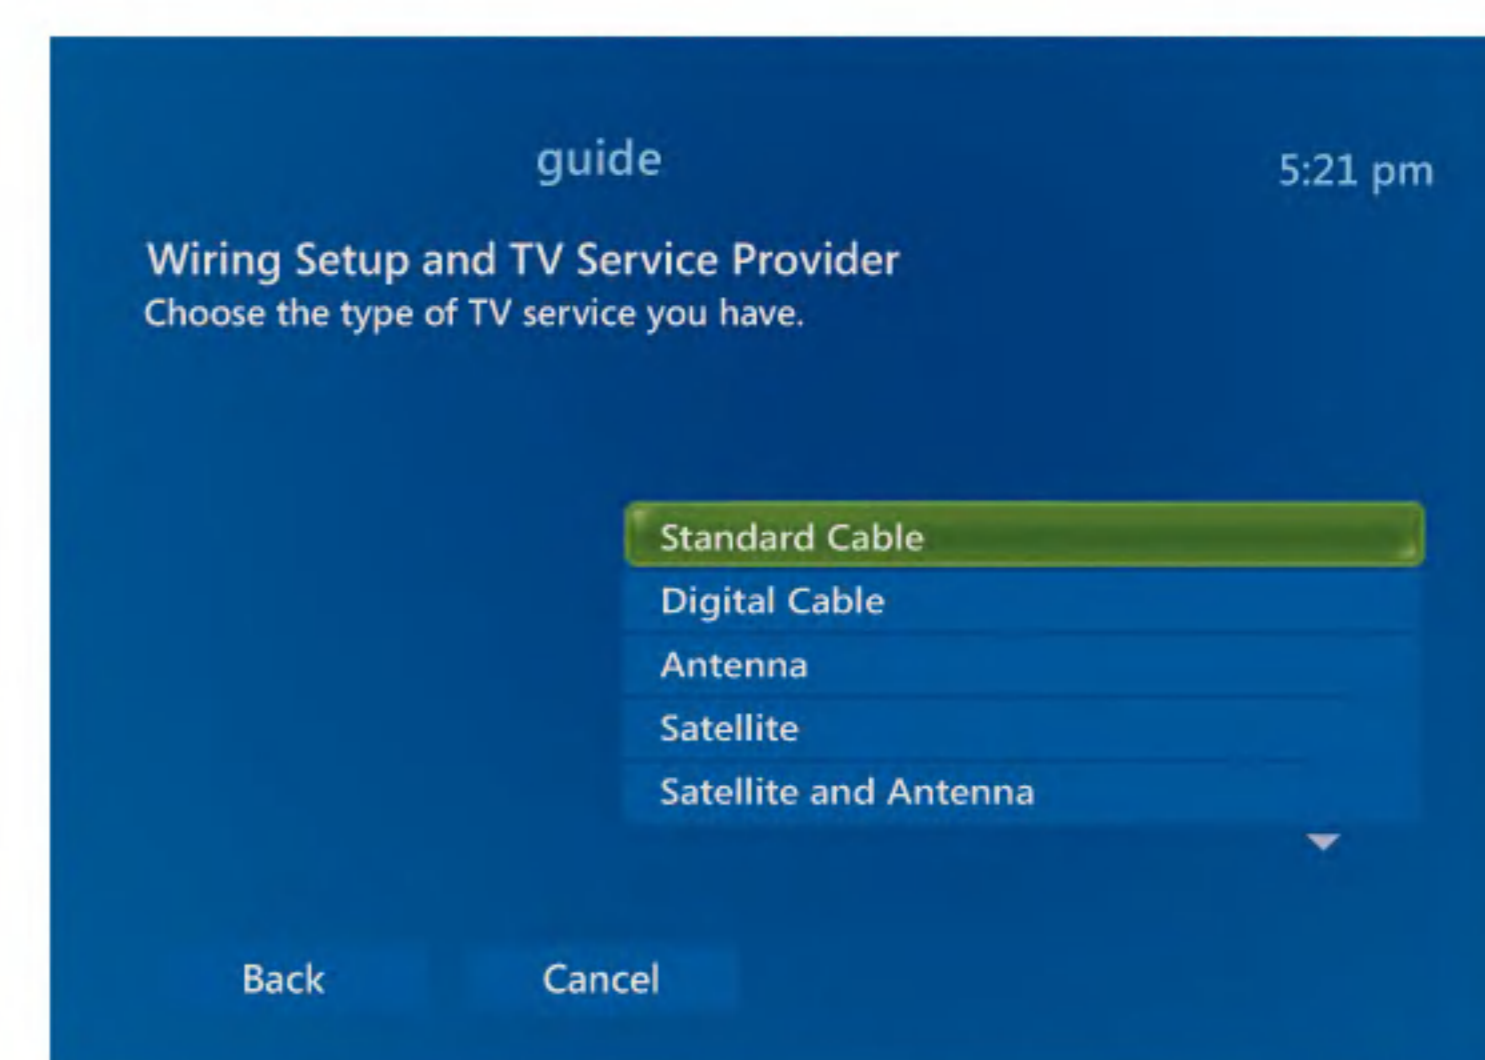 guide
5:21 pm
Wiring Setup and TV Service Provider
Choose the type of TV service you have.
Standard Cable
Digital Cable
Antenna
Satellite
Satellite and Antenna
Back
Cancel